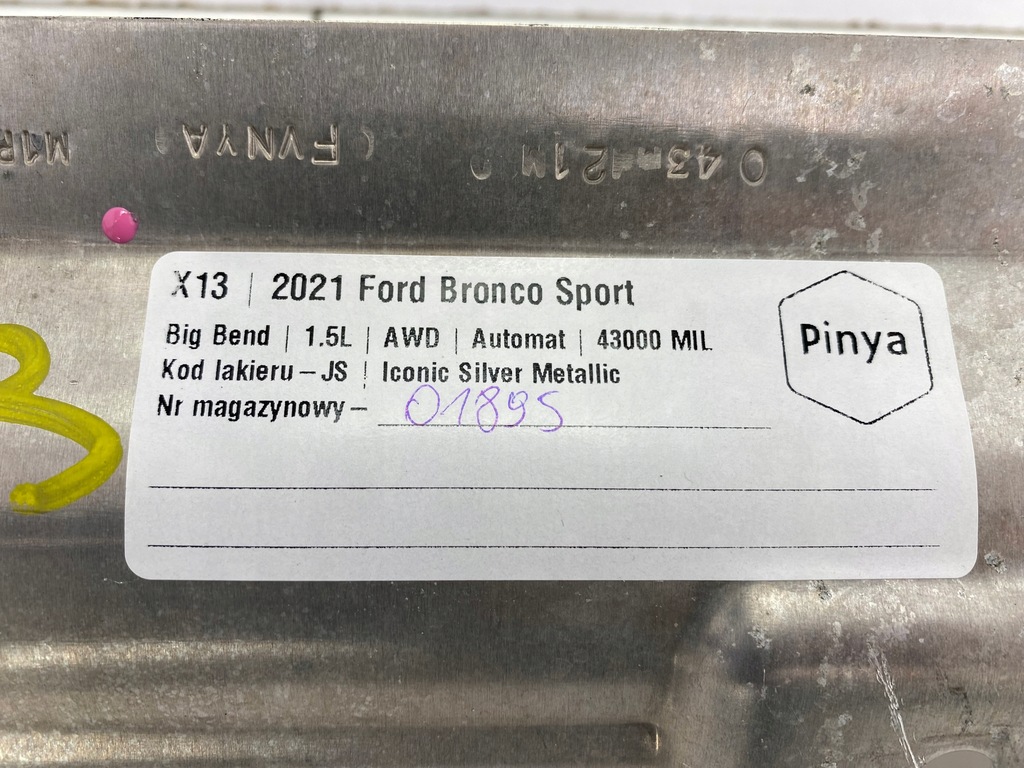 X13 | 2021 Ford Bronco Sport
Big Bend | 1.5L | AWD | Automat | 43000 MIL
Kod lakieru – JS | Iconic Silver Metallic
Nr magazynowy – 01895
Pinya